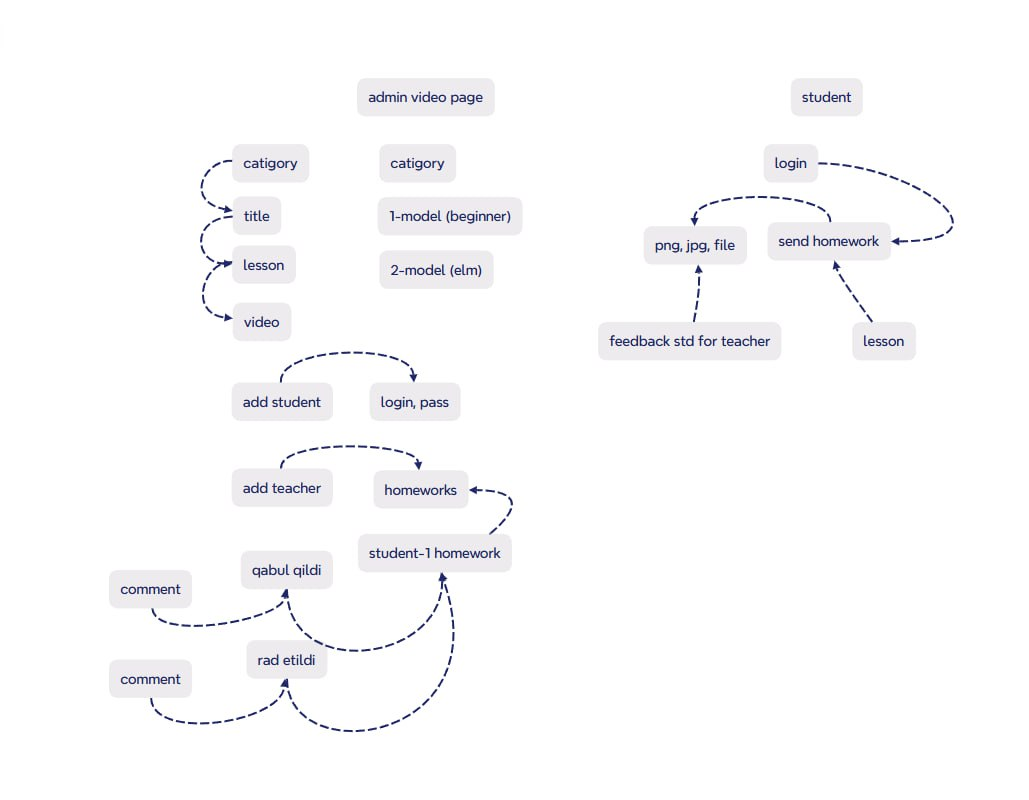 admin video page
student
catigory
catigory
login
title
1-model (beginner)
png, jpg, file
send homework
lesson
2-model (elm)
video
feedback std for teacher
lesson
add student
login, pass
add teacher
homeworks
student-1 homework
qabul qildi
comment
rad etildi
comment